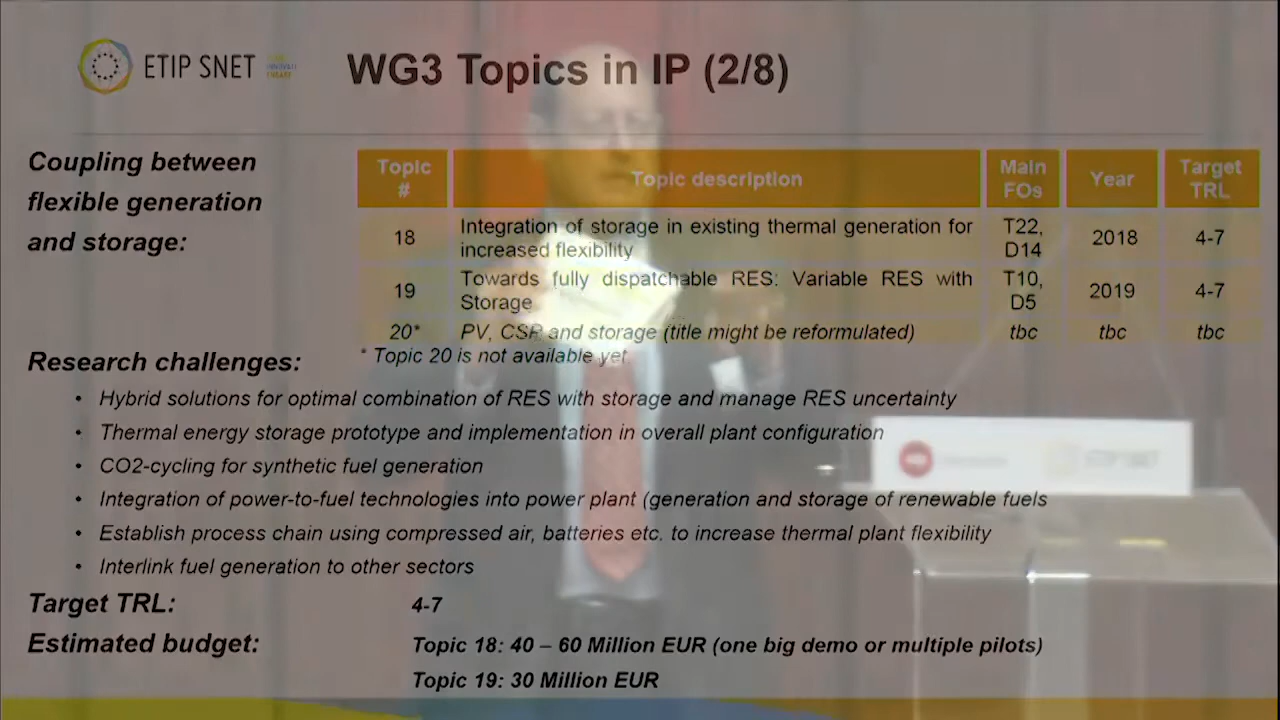 ETIP SNET
WG3 Topics in IP (2/8)
Coupling between
flexible generation
and storage:
Topic # Topic description Main FOs Year Target TRL
18 Integration of storage in existing thermal generation for increased flexibility T22, D14 2018 4-7
19 Towards fully dispatchable RES: Variable RES with Storage T10, D5 2019 4-7
20* PV, CSP and storage (title might be reformulated) tbc tbc tbc
* Topic 20 is not available yet
Research challenges:
• Hybrid solutions for optimal combination of RES with storage and manage RES uncertainty
• Thermal energy storage prototype and implementation in overall plant configuration
• CO2-cycling for synthetic fuel generation
• Integration of power-to-fuel technologies into power plant (generation and storage of renewable fuels
• Establish process chain using compressed air, batteries etc. to increase thermal plant flexibility
• Interlink fuel generation to other sectors
Target TRL: 4-7
Estimated budget: Topic 18: 40 – 60 Million EUR (one big demo or multiple pilots)
Topic 19: 30 Million EUR
ETIP SNET